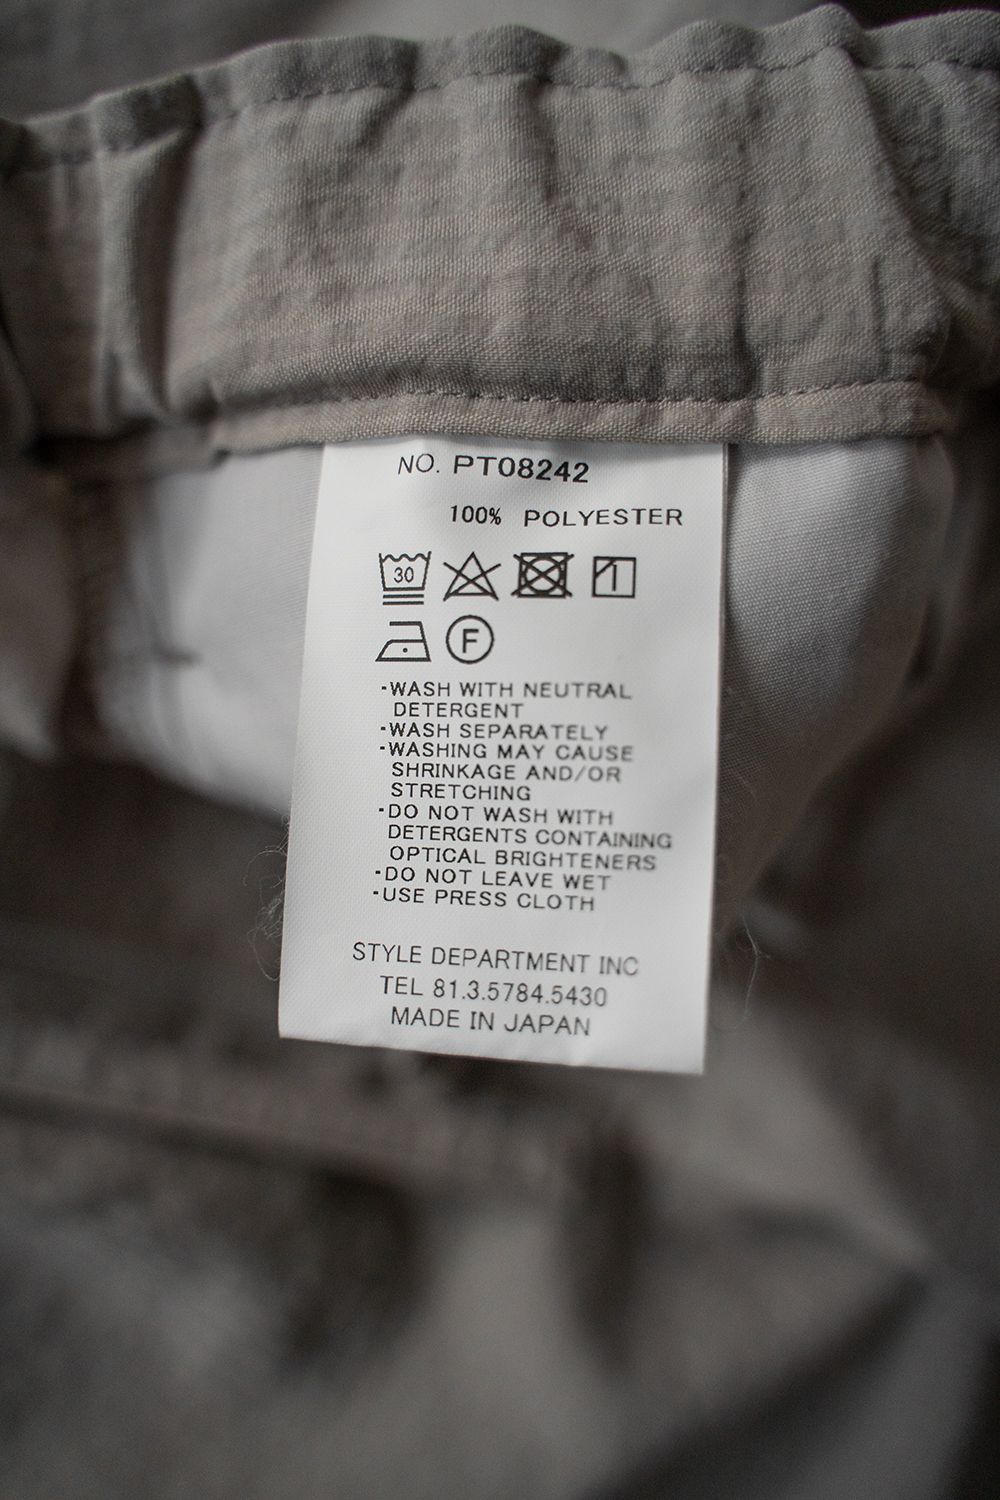 NO. PT08242
100% POLYESTER
30
F
-WASH WITH NEUTRAL
DETERGENT
-WASH SEPARATELY
-WASHING MAY CAUSE
SHRINKAGE AND/OR
STRETCHING
-DO NOT WASH WITH
DETERGENTS CONTAINING
OPTICAL BRIGHTENERS
-DO NOT LEAVE WET
-USE PRESS CLOTH
STYLE DEPARTMENT INC
TEL 81.3.5784.5430
MADE IN JAPAN